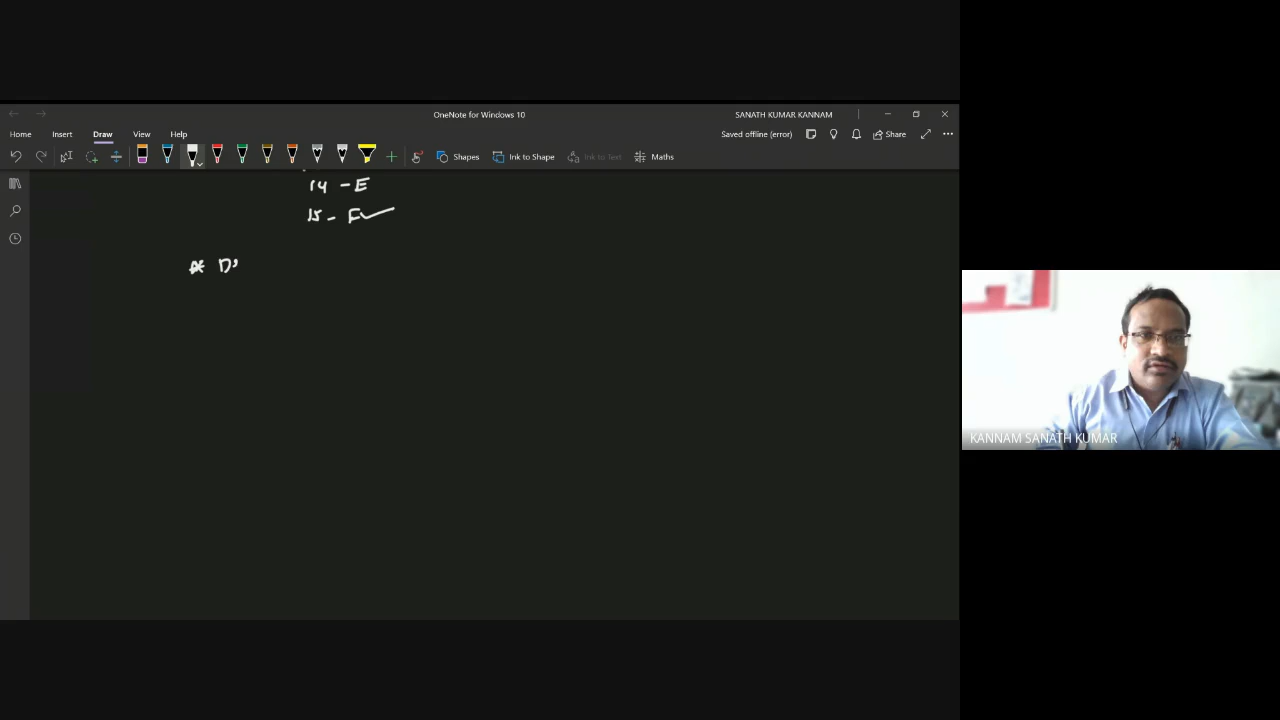 OneNote for Windows 10
SANATH KUMAR KANNAM
Home Insert Draw View Help
Saved offline (error)
Share
Shapes
Ink to Shape
Ink to Text
Maths
14 - E
15 - F
KANNAM SANATH KUMAR